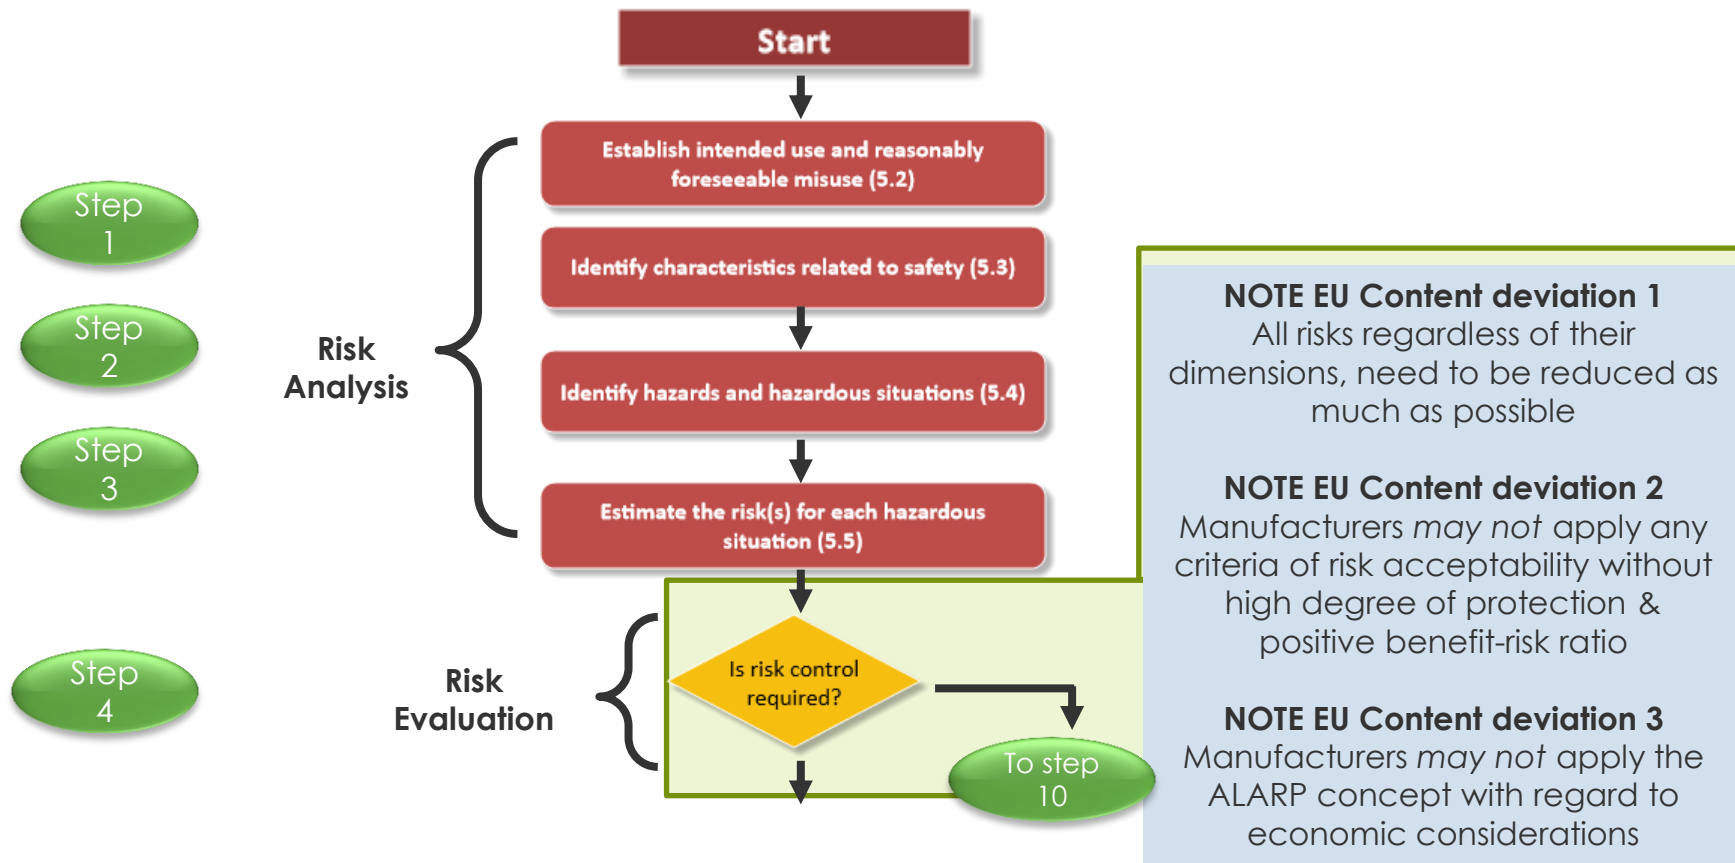 Start
Establish intended use and reasonably
foreseeable misuse (5.2)
Step
1
Identify characteristics related to safety (5.3)
Step
2
Risk
Analysis
Identify hazards and hazardous situations (5.4)
Step
3
Estimate the risk(s) for each hazardous
situation (5.5)
Step
4
Risk
Evaluation
Is risk control
required?
To step
10
NOTE EU Content deviation 1
All risks regardless of their
dimensions, need to be reduced as
much as possible
NOTE EU Content deviation 2
Manufacturers may not apply any
criteria of risk acceptability without
high degree of protection &
positive benefit-risk ratio
NOTE EU Content deviation 3
Manufacturers may not apply the
ALARP concept with regard to
economic considerations